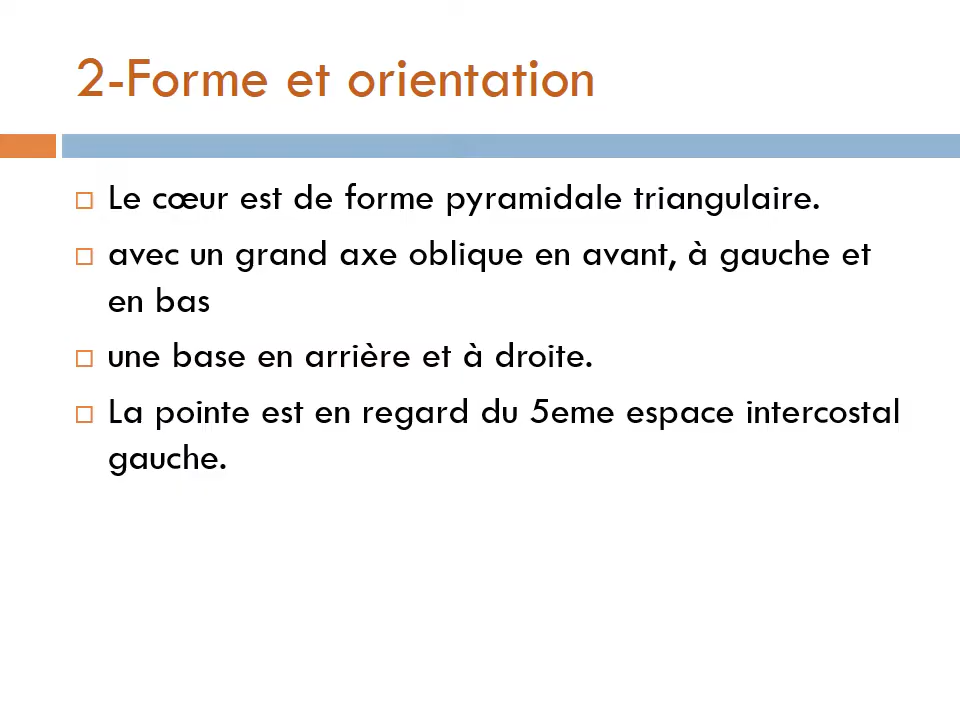 2-Forme et orientation
Le cœur est de forme pyramidale triangulaire.
avec un grand axe oblique en avant, à gauche et
en bas
une base en arrière et à droite.
La pointe est en regard du 5eme espace intercostal
gauche.